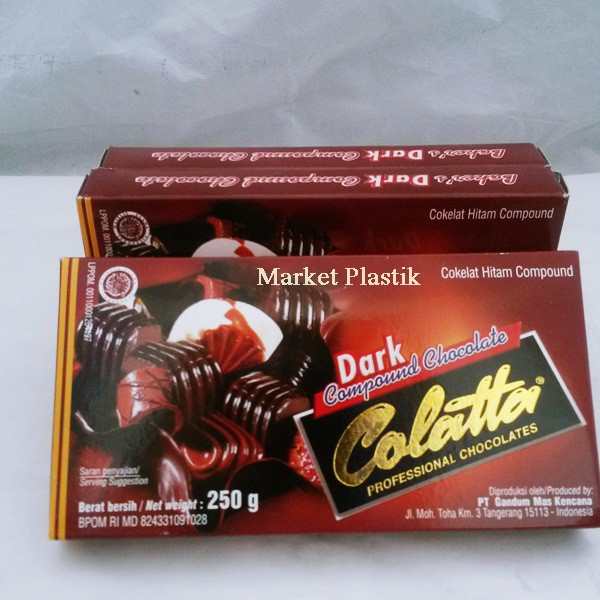 Baker's Dark Compound Chocolate
Baker's Dark Compound Chocolate
Cokelat Hitam Compound
Cokelat Hitam Compound
Market Plastik
Dark
Compound Chocolate
Colatta®
PROFESSIONAL CHOCOLATES
Saran penyajian/
Serving Suggestion
Berat bersih / Net weight : 250 g
BPOM RI MD 824331091028
Diproduksi oleh/Produced by:
PT Gandum Mas Kencana
Jl. Moh. Toha Km. 3 Tangerang 15113 - Indonesia